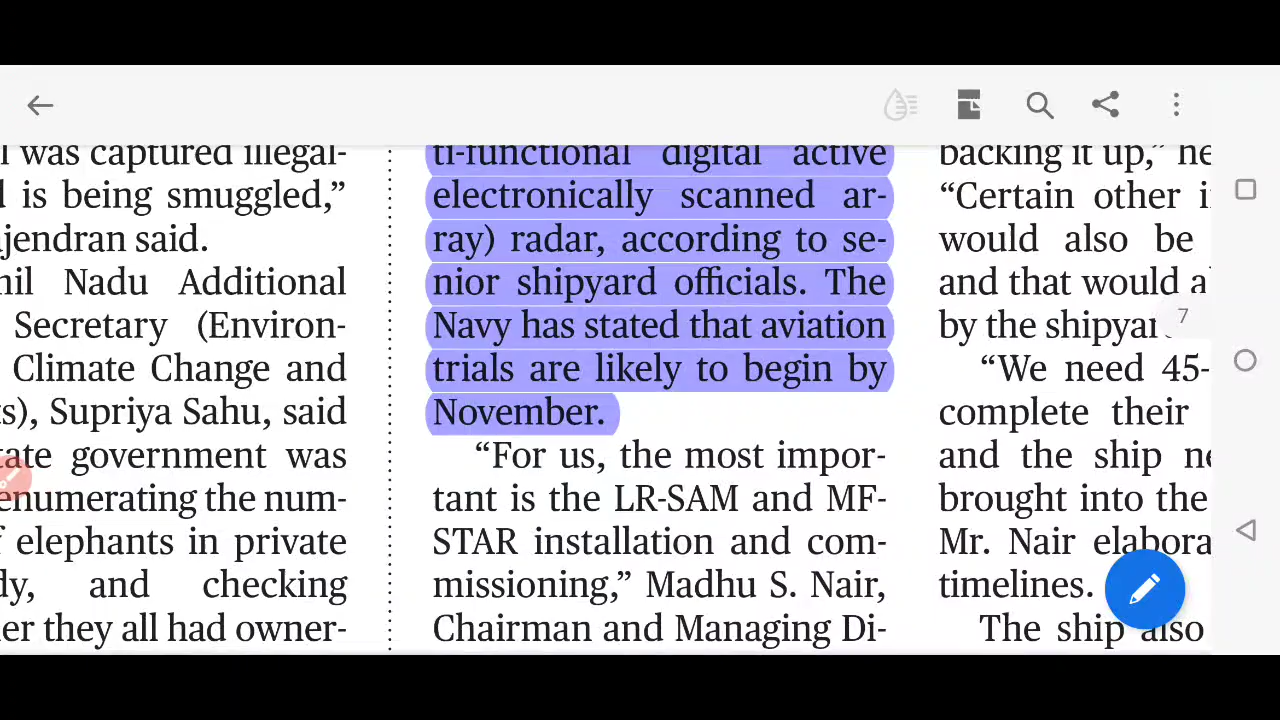 l was captured illegal-
d is being smuggled,”
ajendran said.
mil Nadu Additional
Secretary (Environ-
Climate Change and
ts), Supriya Sahu, said
tate government was
enumerating the num-
f elephants in private
dy, and checking
her they all had owner-
ti-functional digital active
electronically scanned ar-
ray) radar, according to se-
nior shipyard officials. The
Navy has stated that aviation
trials are likely to begin by
November.
“For us, the most impor-
tant is the LR-SAM and MF-
STAR installation and com-
missioning,” Madhu S. Nair,
Chairman and Managing Di-
backing it up,” he
“Certain other i
would also be
and that would a
by the shipyar
7
“We need 45-
complete their
and the ship ne
brought into the
Mr. Nair elabora
timelines.
The ship also